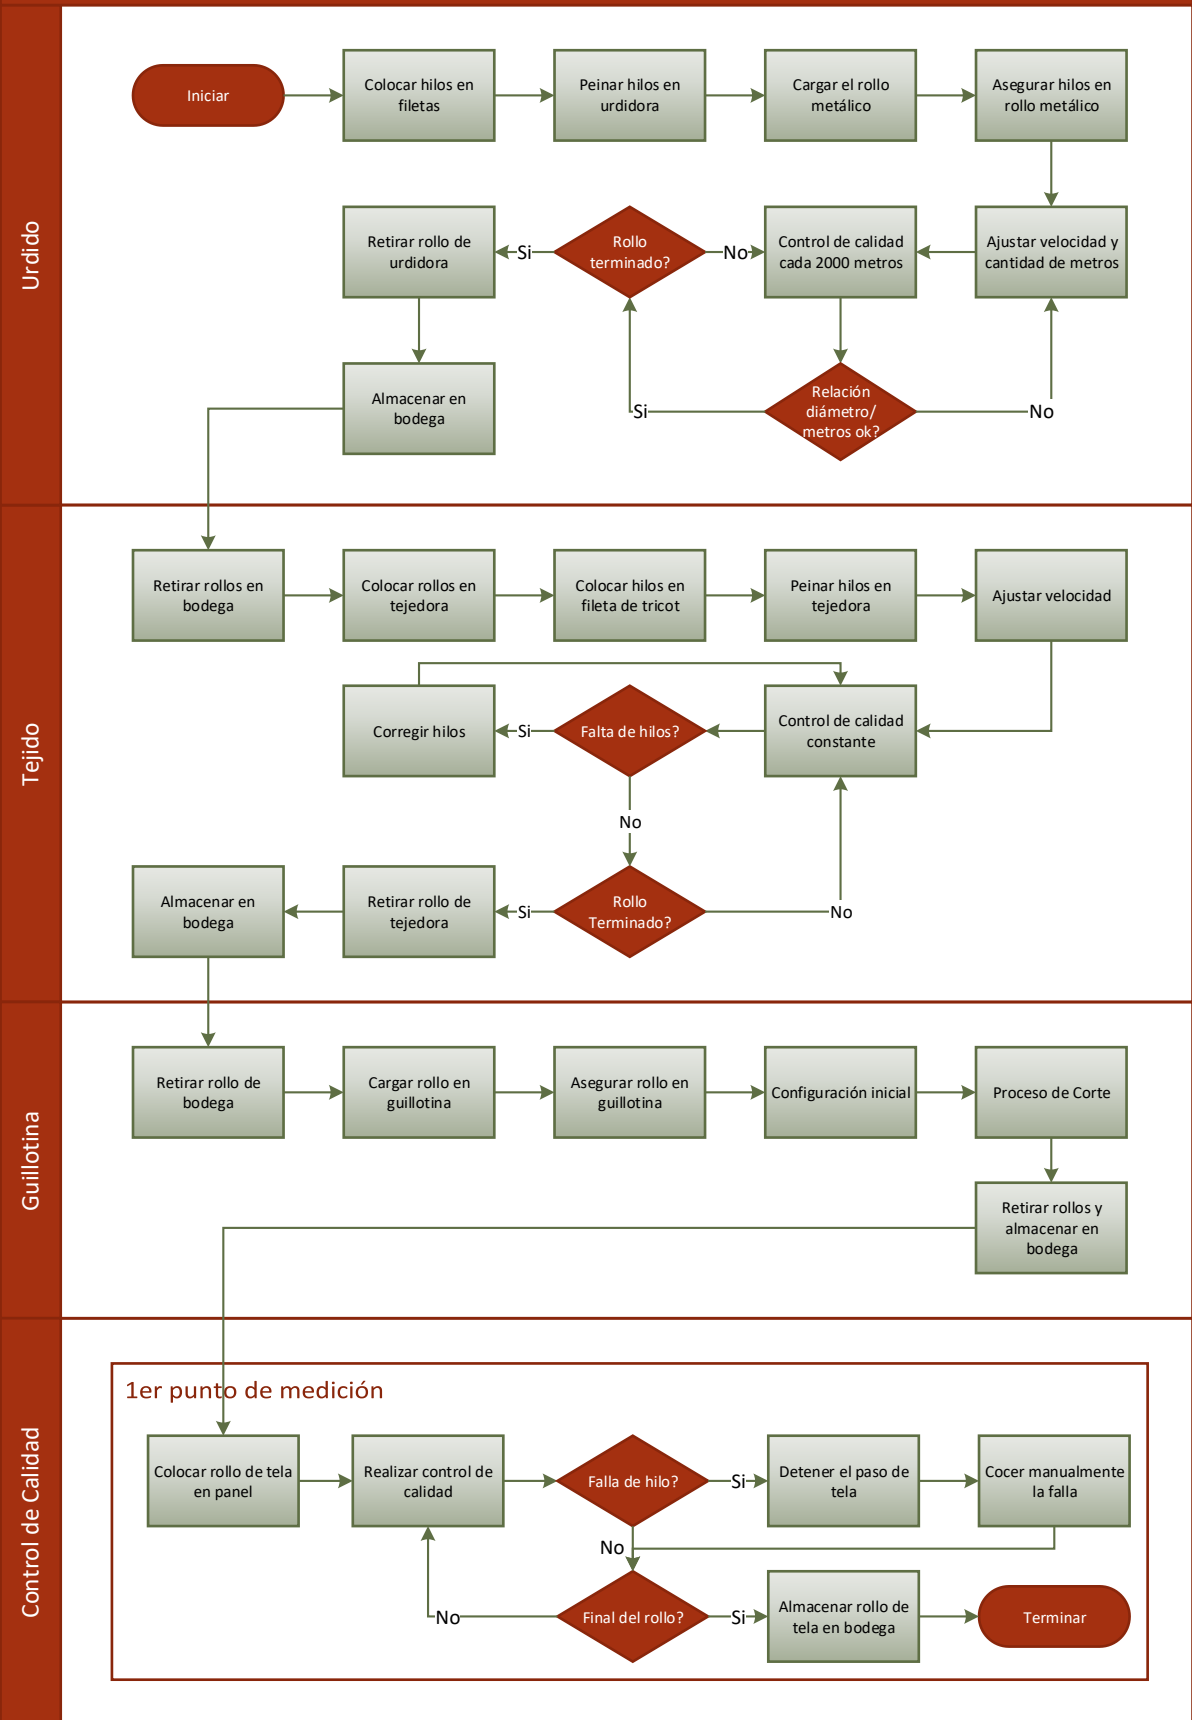 Urdido
Iniciar
Colocar hilos en
filetas
Peinar hilos en
urdidora
Cargar el rollo
metálico
Asegurar hilos en
rollo metálico
Retirar rollo de
urdidora
Si
Rollo
terminado?
No
Control de calidad
cada 2000 metros
Ajustar velocidad y
cantidad de metros
Almacenar en
bodega
Si
Relación
diámetro/
metros ok?
No
Tejido
Retirar rollos en
bodega
Colocar rollos en
tejedora
Colocar hilos en
fileta de tricot
Peinar hilos en
tejedora
Ajustar velocidad
Corregir hilos
Si
Falta de hilos?
Control de calidad
constante
No
Almacenar en
bodega
Retirar rollo de
tejedora
Si
Rollo
Terminado?
No
Guillotina
Retirar rollo de
bodega
Cargar rollo en
guillotina
Asegurar rollo en
guillotina
Configuración inicial
Proceso de Corte
Retirar rollos y
almacenar en
bodega
Control de Calidad
1er punto de medición
Colocar rollo de tela
en panel
Realizar control de
calidad
Falla de hilo?
Si
Detener el paso de
tela
Cocer manualmente
la falla
No
No
Final del rollo?
Si
Almacenar rollo de
tela en bodega
Terminar